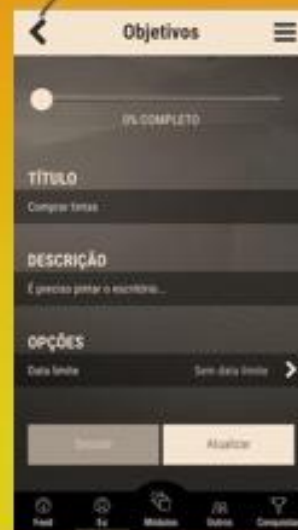 Objetivos
0% COMPLETO
TÍTULO
Comprar tintas
DESCRIÇÃO
É preciso pintar o escritório...
OPÇÕES
Data limite Sem data limite
Atualizar
Feed Eu Módulos Outros